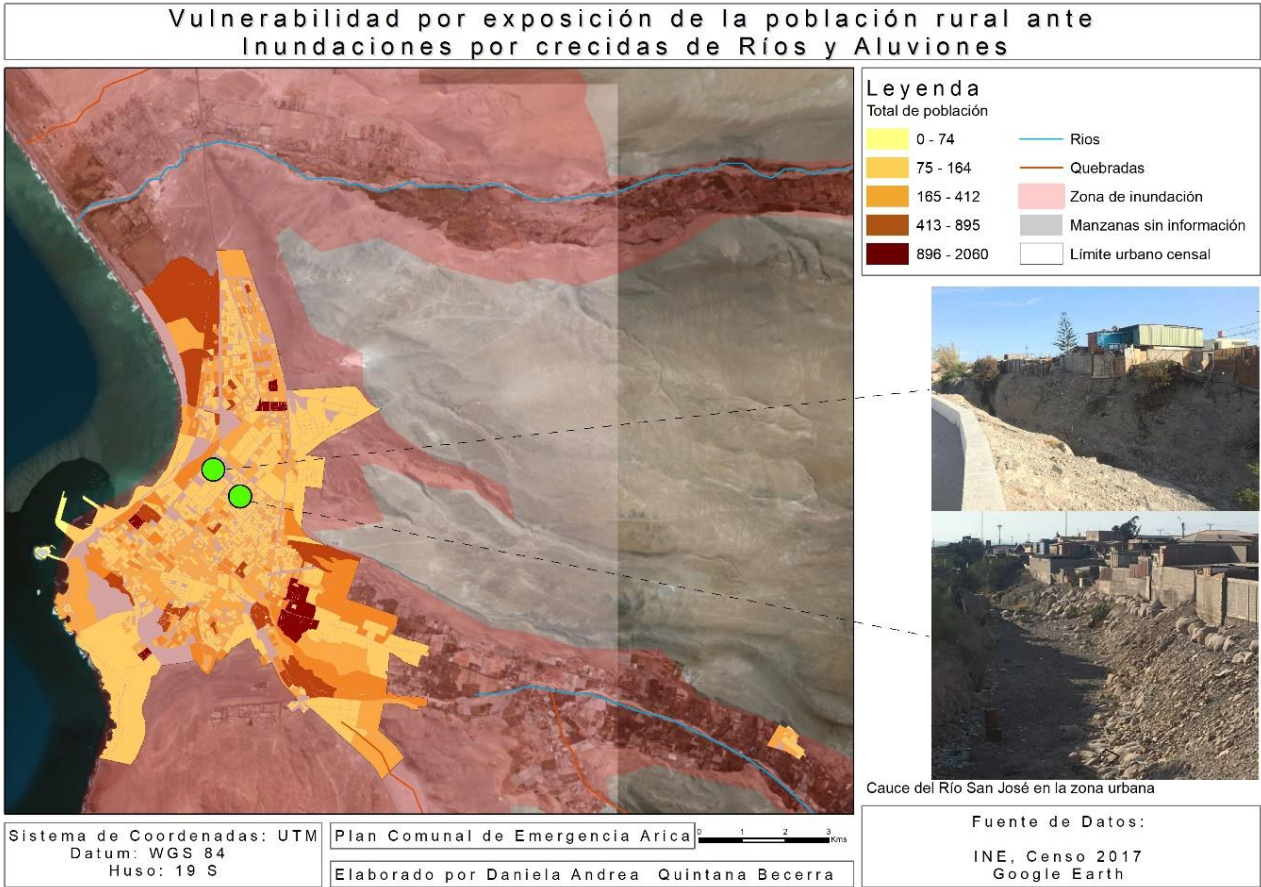 Vulnerabilidad por exposición de la población rural ante
Inundaciones por crecidas de Ríos y Aluviones
Leyenda
Total de población
0 - 74
75 - 164
165 - 412
413 - 895
896 - 2060
Rios
Quebradas
Zona de inundación
Manzanas sin información
Límite urbano censal
Cauce del Río San José en la zona urbana
Sistema de Coordenadas: UTM
Datum: WGS 84
Huso: 19 S
Plan Comunal de Emergencia Arica
0 1 2 3
Kms
Elaborado por Daniela Andrea Quintana Becerra
Fuente de Datos:
INE, Censo 2017
Google Earth